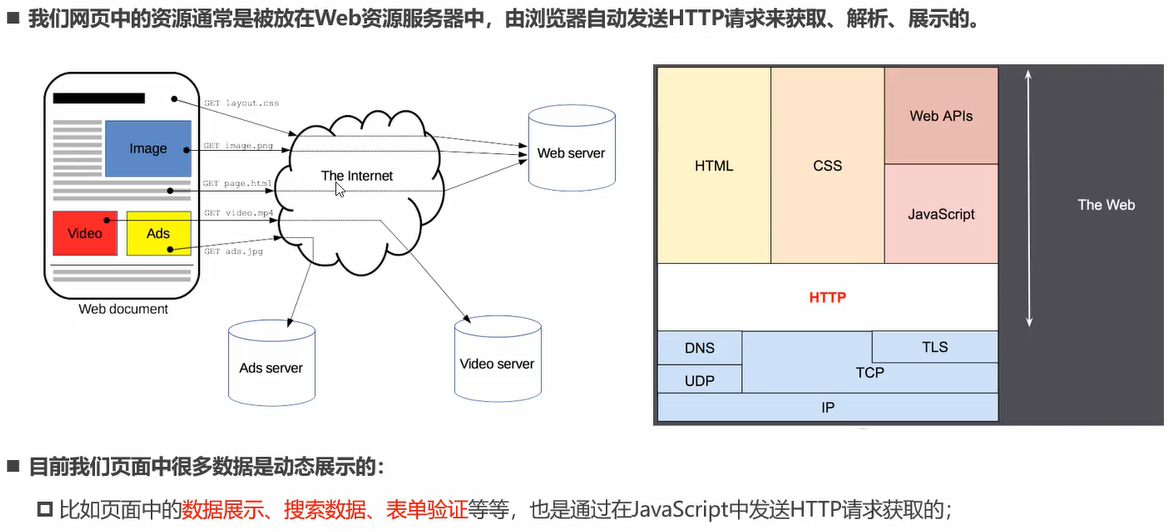 我们网页中的资源通常是被放在Web资源服务器中，由浏览器自动发送HTTP请求来获取、解析、展示的。
GET layout.css
Image
GET image.png
The Internet
Web server
GET page.html
Video
Ads
GET video.mp4
GET ads.jpg
Web document
Ads server
Video server
HTML
CSS
Web APIs
JavaScript
The Web
HTTP
DNS
TLS
UDP
TCP
IP
目前我们页面中很多数据是动态展示的：
比如页面中的数据展示、搜索数据、表单验证等等，也是通过在JavaScript中发送HTTP请求获取的；